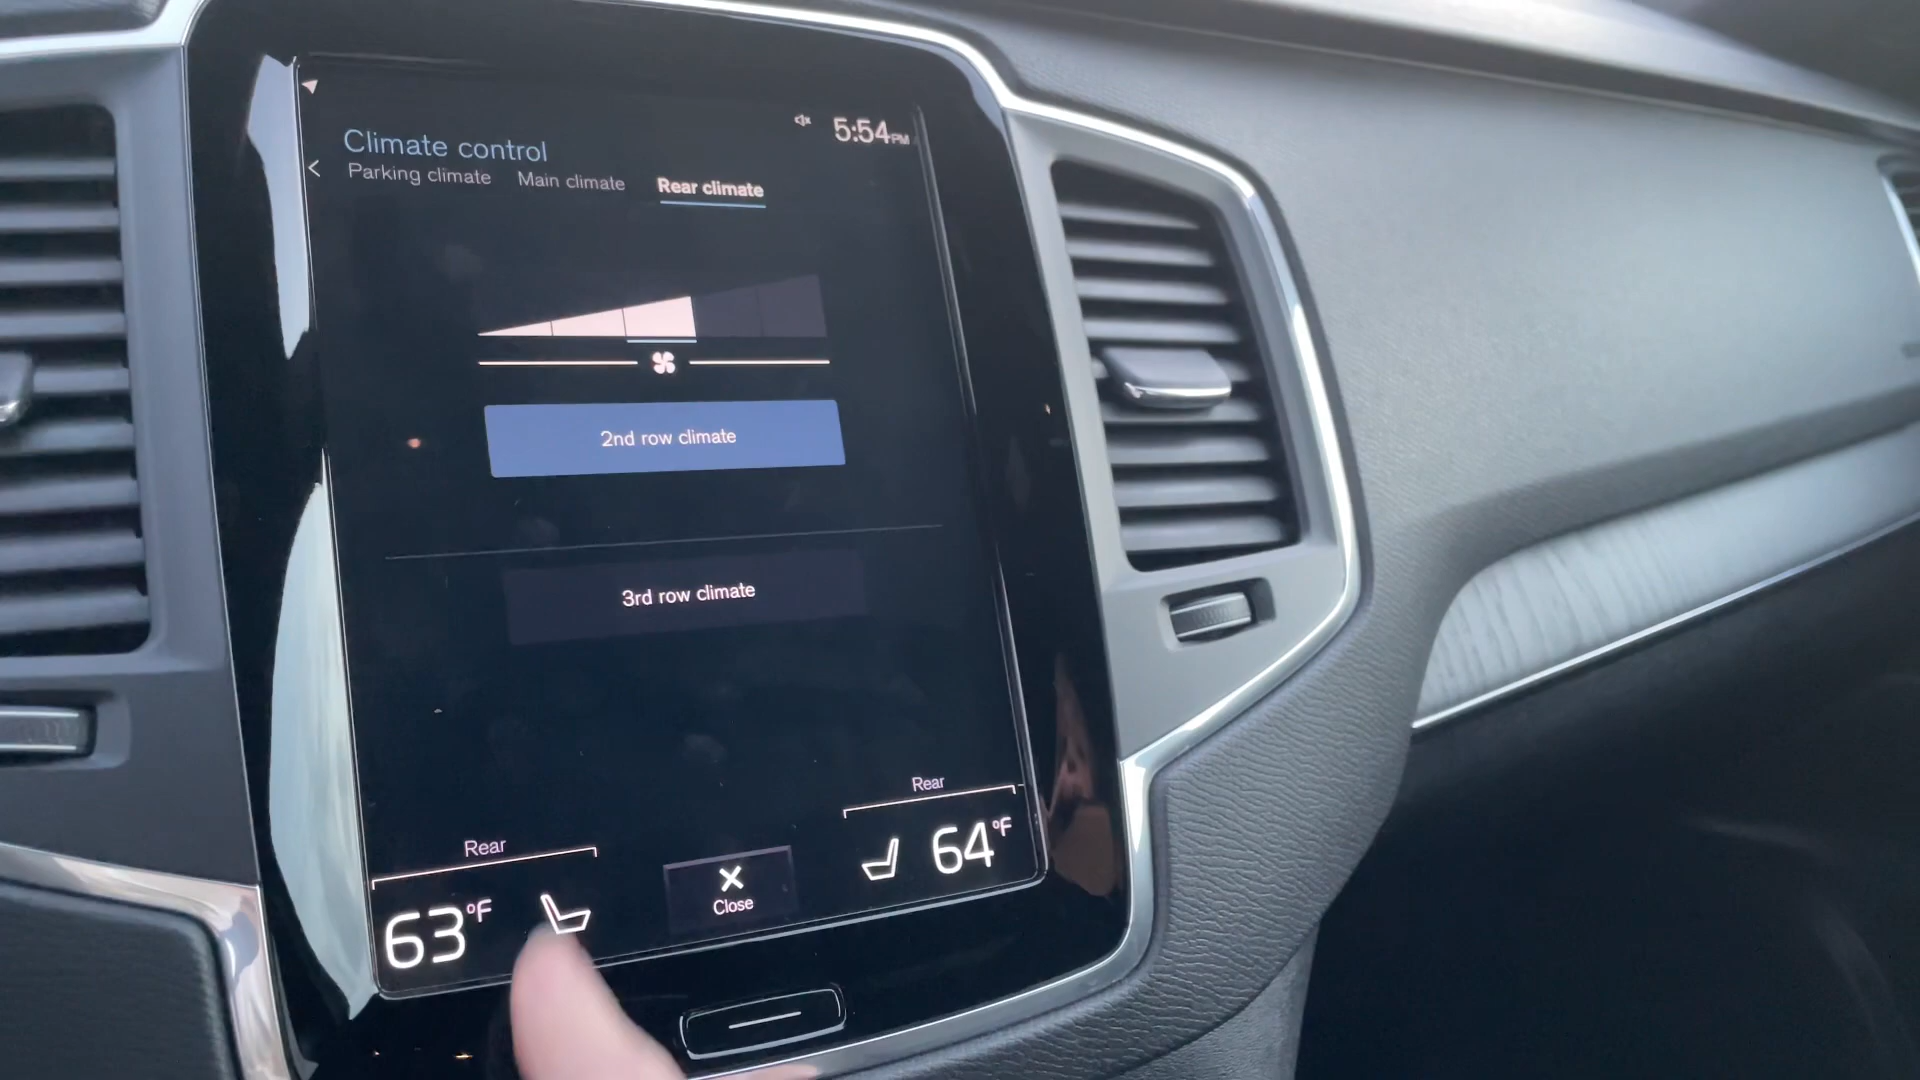 5:54PM
Climate control
Parking climate Main climate Rear climate
2nd row climate
3rd row climate
Rear
Rear
63°F
Close
64°F